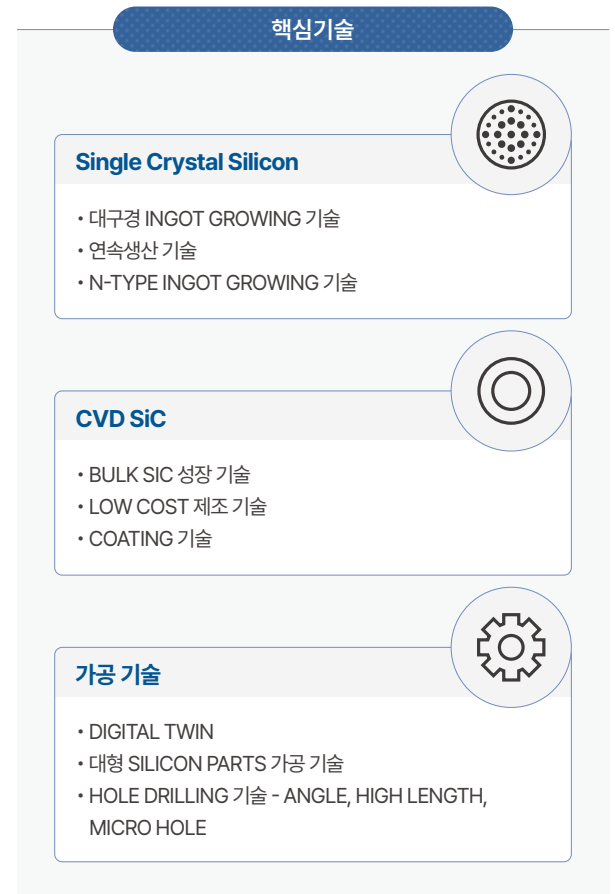 핵심기술
Single Crystal Silicon
• 대구경 INGOT GROWING 기술
• 연속생산 기술
• N-TYPE INGOT GROWING 기술
CVD SiC
• BULK SIC 성장 기술
• LOW COST 제조 기술
• COATING 기술
가공 기술
• DIGITAL TWIN
• 대형 SILICON PARTS 가공 기술
• HOLE DRILLING 기술 - ANGLE, HIGH LENGTH,
MICRO HOLE